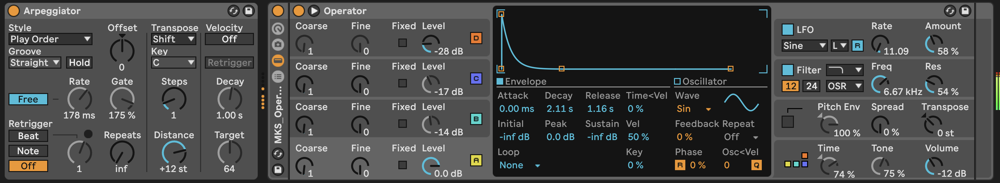 Arpeggiator
Style
Play Order
Groove
Straight
Hold
Offset
0
Free
Rate
178 ms
Gate
175 %
Retrigger
Beat
Note
Off
1
Repeats
inf
Transpose
Shift
Key
C
Steps
1
Distance
+12 st
Velocity
Off
Retrigger
Decay
1.00 s
Target
64
MKS_Oper...
Operator
Coarse Fine Fixed Level
1 0 -28 dB
D
Coarse Fine Fixed Level
1 0 -17 dB
C
Coarse Fine Fixed Level
1 0 -14 dB
B
Coarse Fine Fixed Level
1 0 0.0 dB
A
Envelope
Attack Decay Release Time<Vel
0.00 ms 2.11 s 1.16 s 0 %
Initial Peak Sustain Vel
-inf dB 0.0 dB -inf dB 50 %
Loop Key
None 0 %
Oscillator
Wave
Sin
Feedback Repeat
0 % Off
Phase Osc<Vel
R 0 % 0 Q
LFO Rate Amount
Sine L R 11.09 58 %
Filter Freq Res
12 24 OSR 6.67 kHz 54 %
Pitch Env Spread Transpose
100 % 0 % 0 st
Time Tone Volume
74 % 75 % -12 dB